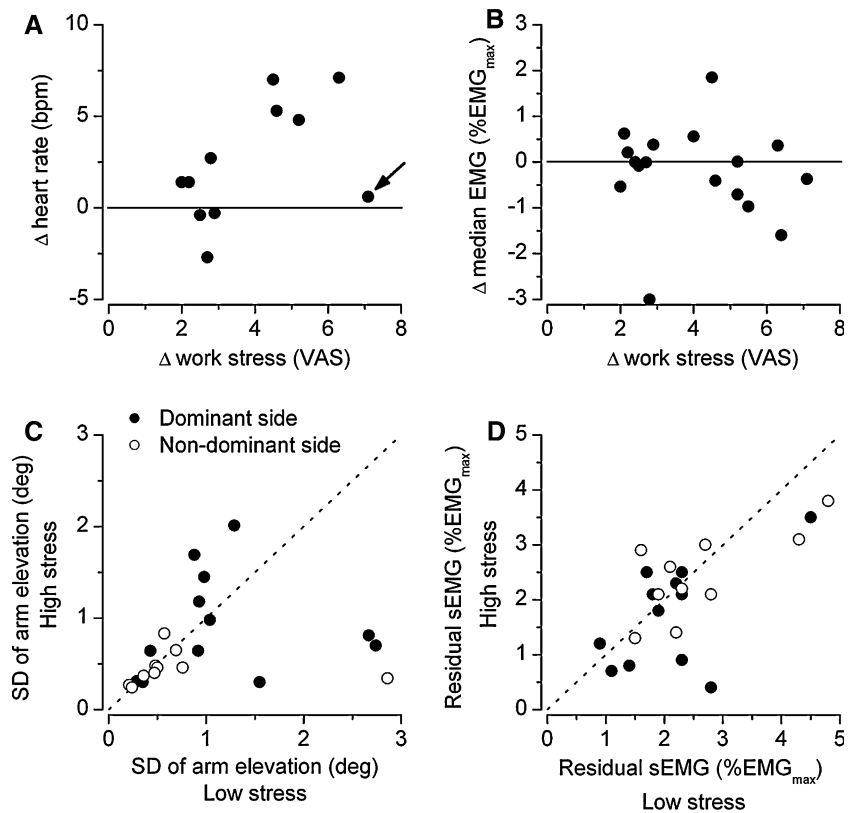 A
10
5
0
-5
Δ heart rate (bpm)
0 2 4 6 8
Δ work stress (VAS)
B
3
2
1
0
-1
-2
-3
Δ median EMG (%EMGmax)
0 2 4 6 8
Δ work stress (VAS)
C
Dominant side
Non-dominant side
3
2
1
0
SD of arm elevation (deg)
High stress
0 1 2 3
SD of arm elevation (deg)
Low stress
D
5
4
3
2
1
0
Residual sEMG (%EMGmax)
High stress
0 1 2 3 4 5
Residual sEMG (%EMGmax)
Low stress